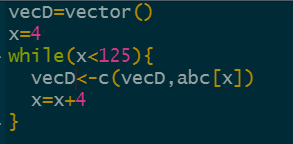 vecD=vector()
x=4
while(x<125){
  vecD<-c(vecD,abc[x])
  x=x+4
}